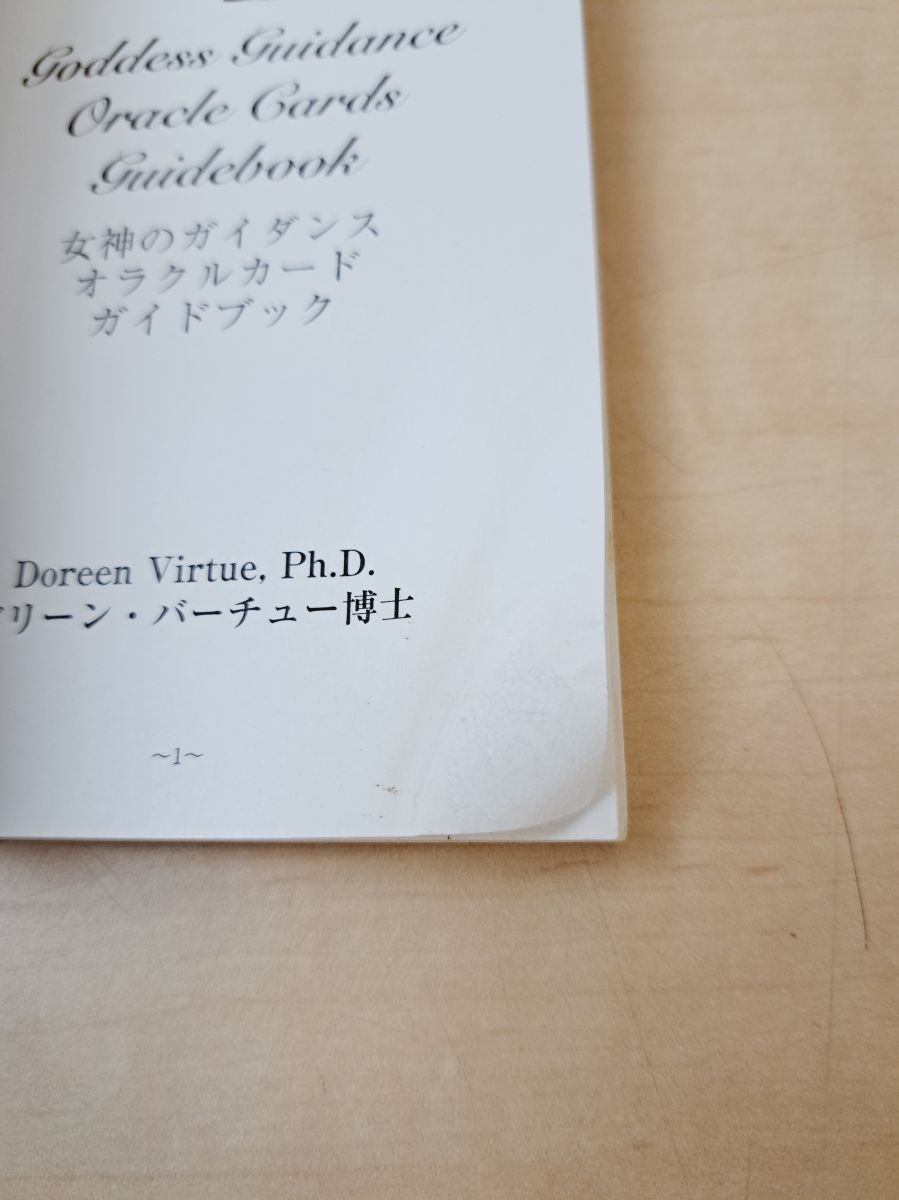 Goddess Guidance
Oracle Cards
Guidebook
女神のガイダンス
オラクルカード
ガイドブック
Doreen Virtue, Ph.D.
リーン・バーチュー博士
~1~